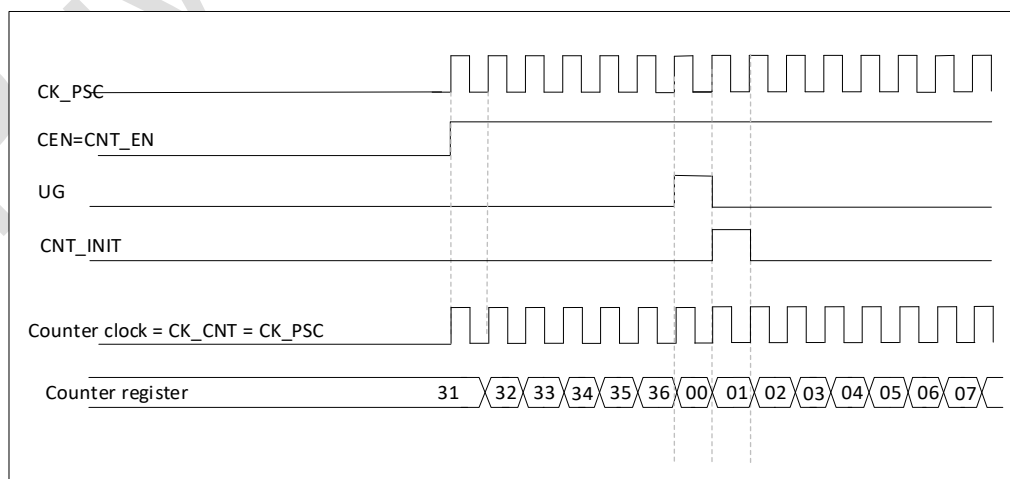 CK_PSC
CEN=CNT_EN
UG
CNT_INIT
Counter clock = CK_CNT = CK_PSC
Counter register 31 32 33 34 35 36 00 01 02 03 04 05 06 07